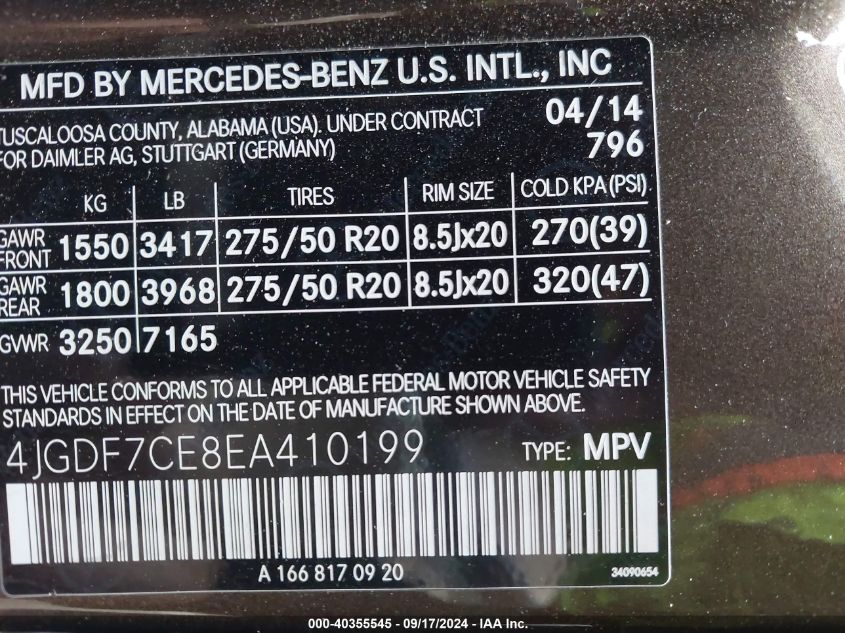 MFD BY MERCEDES-BENZ U.S. INTL., INC
TUSCALOOSA COUNTY, ALABAMA (USA). UNDER CONTRACT 04/14
FOR DAIMLER AG, STUTTGART (GERMANY) 796
KG LB TIRES RIM SIZE COLD KPA (PSI)
GAWR FRONT 1550 3417 275/50 R20 8.5Jx20 270(39)
GAWR REAR 1800 3968 275/50 R20 8.5Jx20 320(47)
GVWR 3250 7165
THIS VEHICLE CONFORMS TO ALL APPLICABLE FEDERAL MOTOR VEHICLE SAFETY
STANDARDS IN EFFECT ON THE DATE OF MANUFACTURE SHOWN ABOVE.
4JGDF7CE8EA410199 TYPE: MPV
A 166 817 09 20 34090654
000-40355545 - 09/17/2024 - IAA Inc.